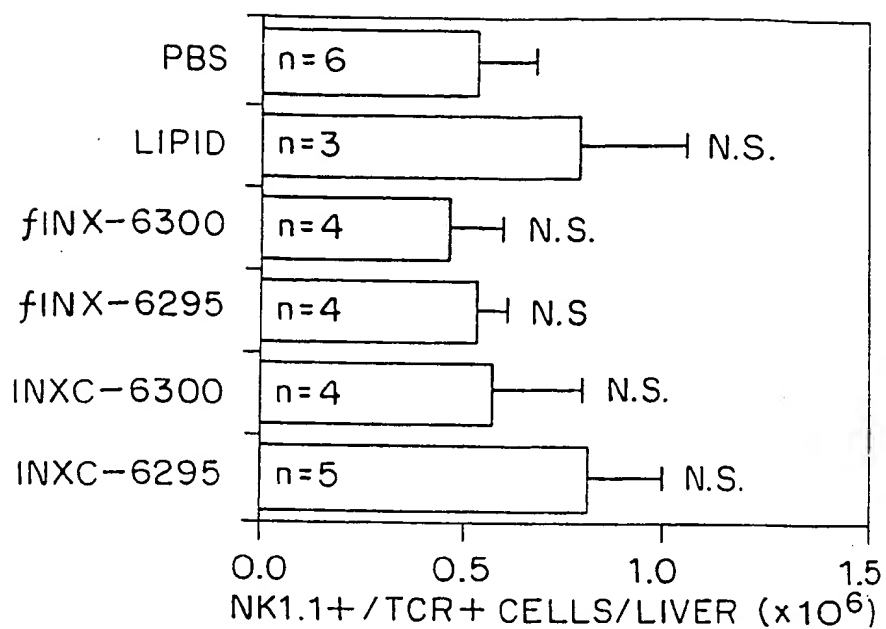 PBS n=6
LIPID n=3 N.S.
fINX-6300 n=4 N.S.
fINX-6295 n=4 N.S
INXC-6300 n=4 N.S.
INXC-6295 n=5 N.S.
0.0 0.5 1.0 1.5
NK1.1+/TCR+ CELLS/LIVER (x10⁶)